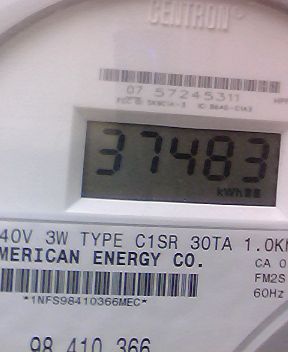 CENTRON®
07 57245311
37483
kWh
40V 3W TYPE C1SR 30TA 1.0K
MERICAN ENERGY CO.
CA 0
FM2S
60Hz
*1NFS98410366MEC*
98 410 366